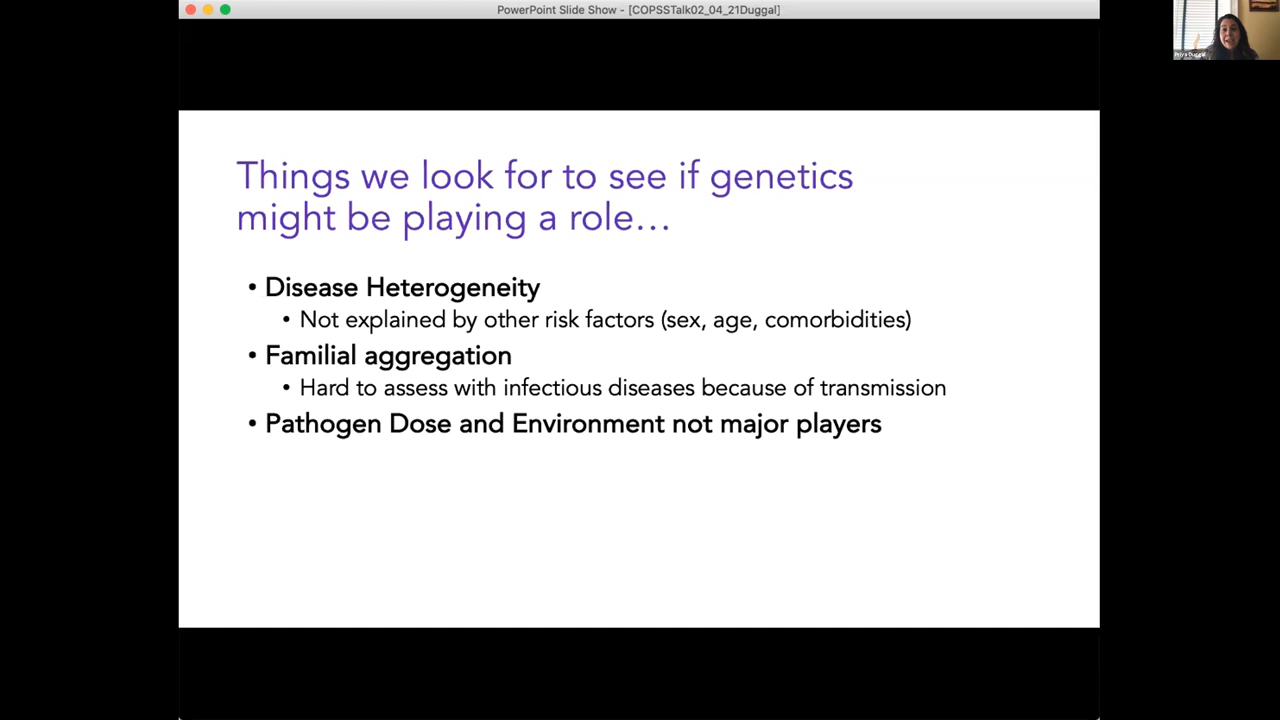 PowerPoint Slide Show - [COPSSTalk02_04_21Duggal]
Priya Duggal
Things we look for to see if genetics
might be playing a role…
• Disease Heterogeneity
• Not explained by other risk factors (sex, age, comorbidities)
• Familial aggregation
• Hard to assess with infectious diseases because of transmission
• Pathogen Dose and Environment not major players